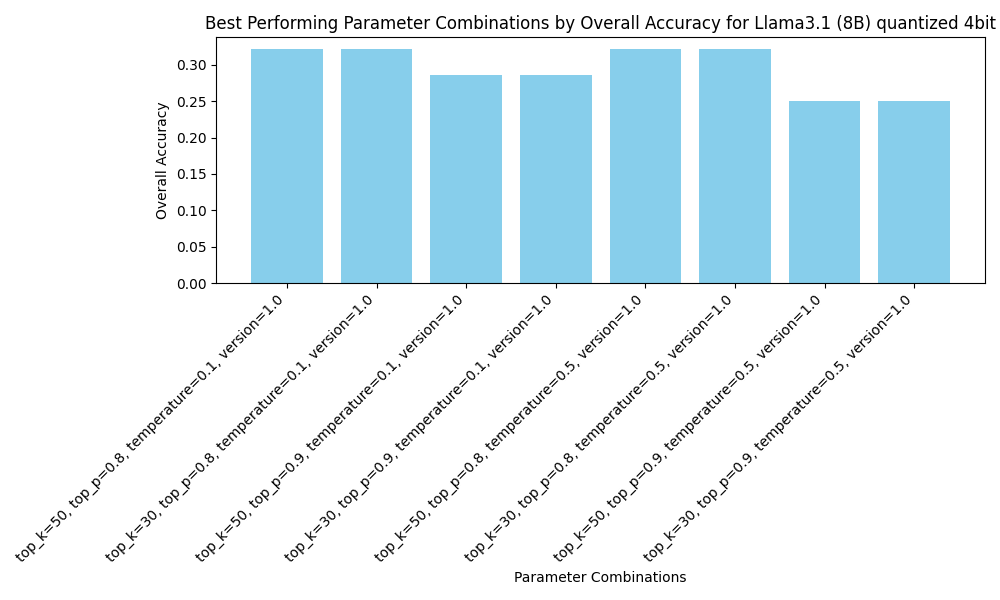 Best Performing Parameter Combinations by Overall Accuracy for Llama3.1 (8B) quantized 4bit
Overall Accuracy
0.30
0.25
0.20
0.15
0.10
0.05
0.00
top_k=50, top_p=0.8, temperature=0.1, version=1.0
top_k=30, top_p=0.8, temperature=0.1, version=1.0
top_k=50, top_p=0.9, temperature=0.1, version=1.0
top_k=30, top_p=0.9, temperature=0.1, version=1.0
top_k=50, top_p=0.8, temperature=0.5, version=1.0
top_k=30, top_p=0.8, temperature=0.5, version=1.0
top_k=50, top_p=0.9, temperature=0.5, version=1.0
top_k=30, top_p=0.9, temperature=0.5, version=1.0
Parameter Combinations